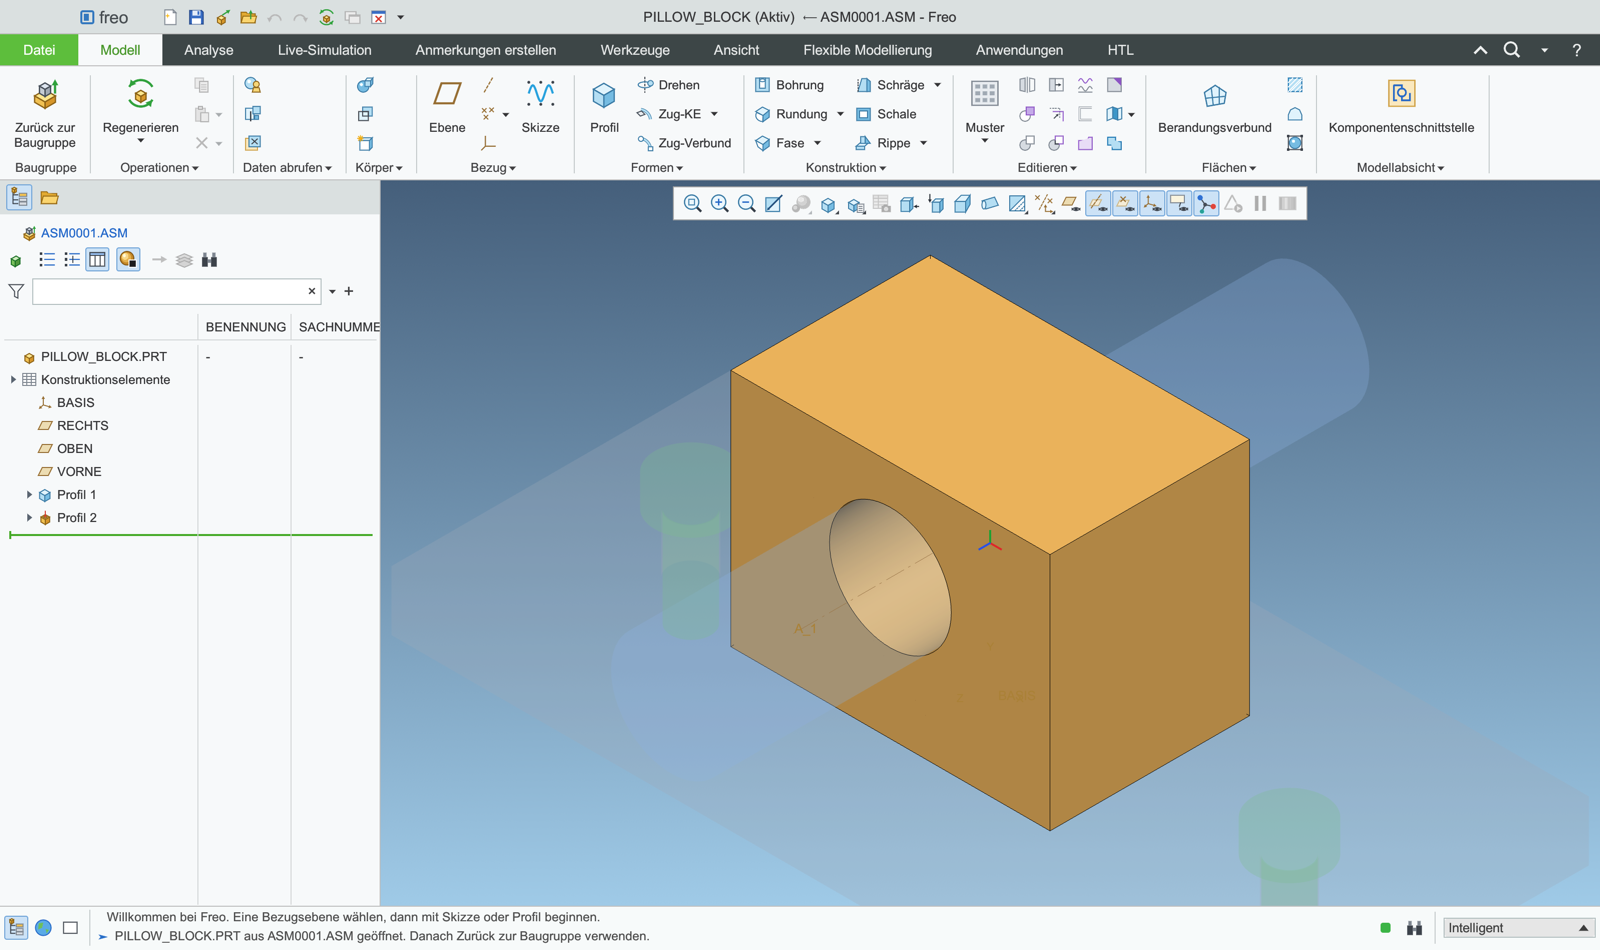 freo
PILLOW_BLOCK (Aktiv) ← ASM0001.ASM - Freo
Datei Modell Analyse Live-Simulation Anmerkungen erstellen Werkzeuge Ansicht Flexible Modellierung Anwendungen HTL ?
Zurück zur Baugruppe
Baugruppe
Regenerieren
Operationen
Daten abrufen
Körper
Ebene
Skizze
Bezug
Profil
Drehen
Zug-KE
Zug-Verbund
Formen
Bohrung
Rundung
Fase
Schräge
Schale
Rippe
Konstruktion
Muster
Editieren
Berandungsverbund
Flächen
Komponentenschnittstelle
Modellabsicht
ASM0001.ASM
BENENNUNG SACHNUMME
PILLOW_BLOCK.PRT - -
Konstruktionselemente
BASIS
RECHTS
OBEN
VORNE
Profil 1
Profil 2
A_1
Willkommen bei Freo. Eine Bezugsebene wählen, dann mit Skizze oder Profil beginnen.
PILLOW_BLOCK.PRT aus ASM0001.ASM geöffnet. Danach Zurück zur Baugruppe verwenden.
Intelligent